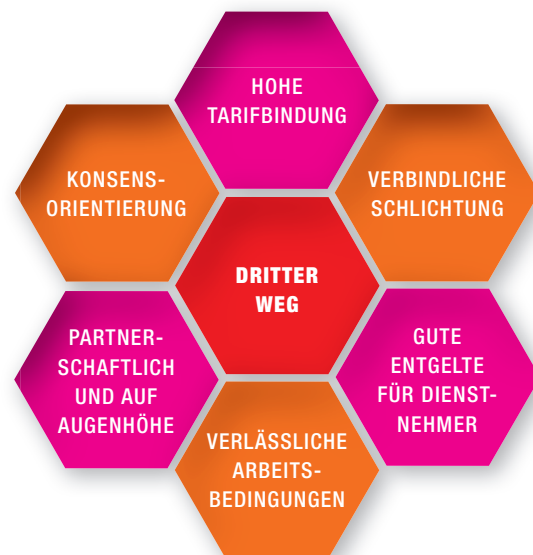 HOHE
TARIFBINDUNG
KONSENS-
ORIENTIERUNG
VERBINDLICHE
SCHLICHTUNG
DRITTER
WEG
PARTNER-
SCHAFTLICH
UND AUF
AUGENHÖHE
GUTE
ENTGELTE
FÜR DIENST-
NEHMER
VERLÄSSLICHE
ARBEITS-
BEDINGUNGEN